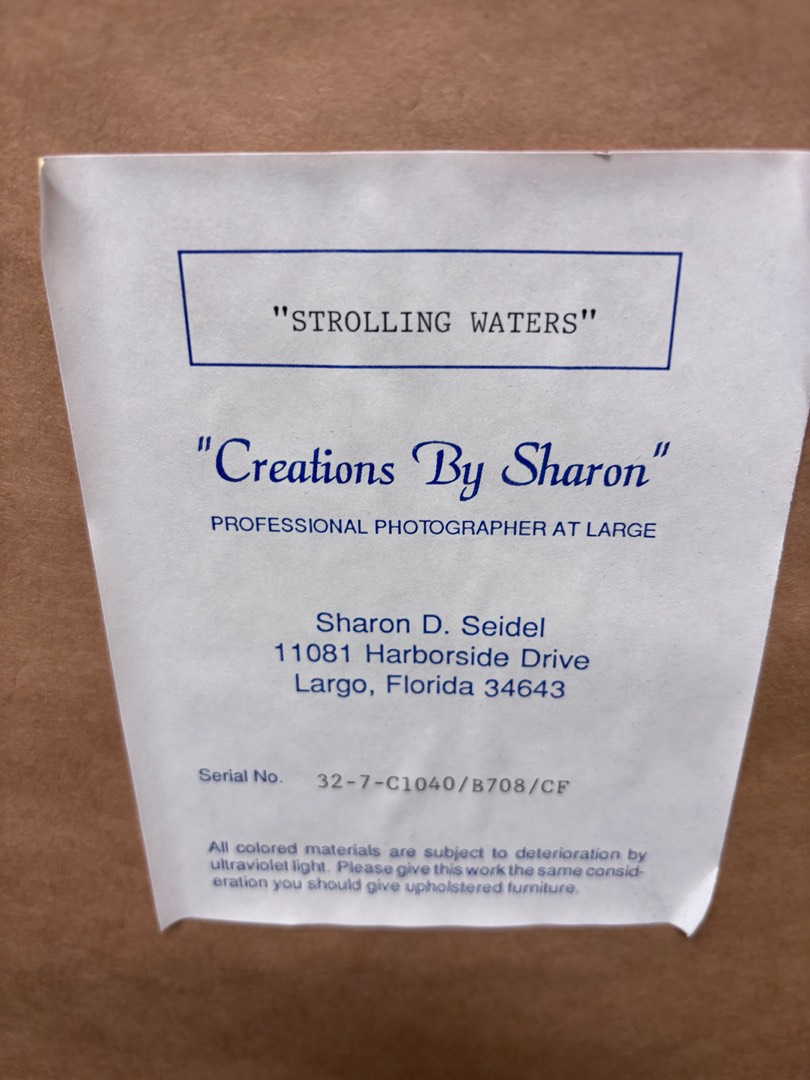 "STROLLING WATERS"
"Creations By Sharon"
PROFESSIONAL PHOTOGRAPHER AT LARGE
Sharon D. Seidel
11081 Harborside Drive
Largo, Florida 34643
Serial No. 32-7-C1040/B708/CF
All colored materials are subject to deterioration by
ultraviolet light. Please give this work the same consid-
eration you should give upholstered furniture.